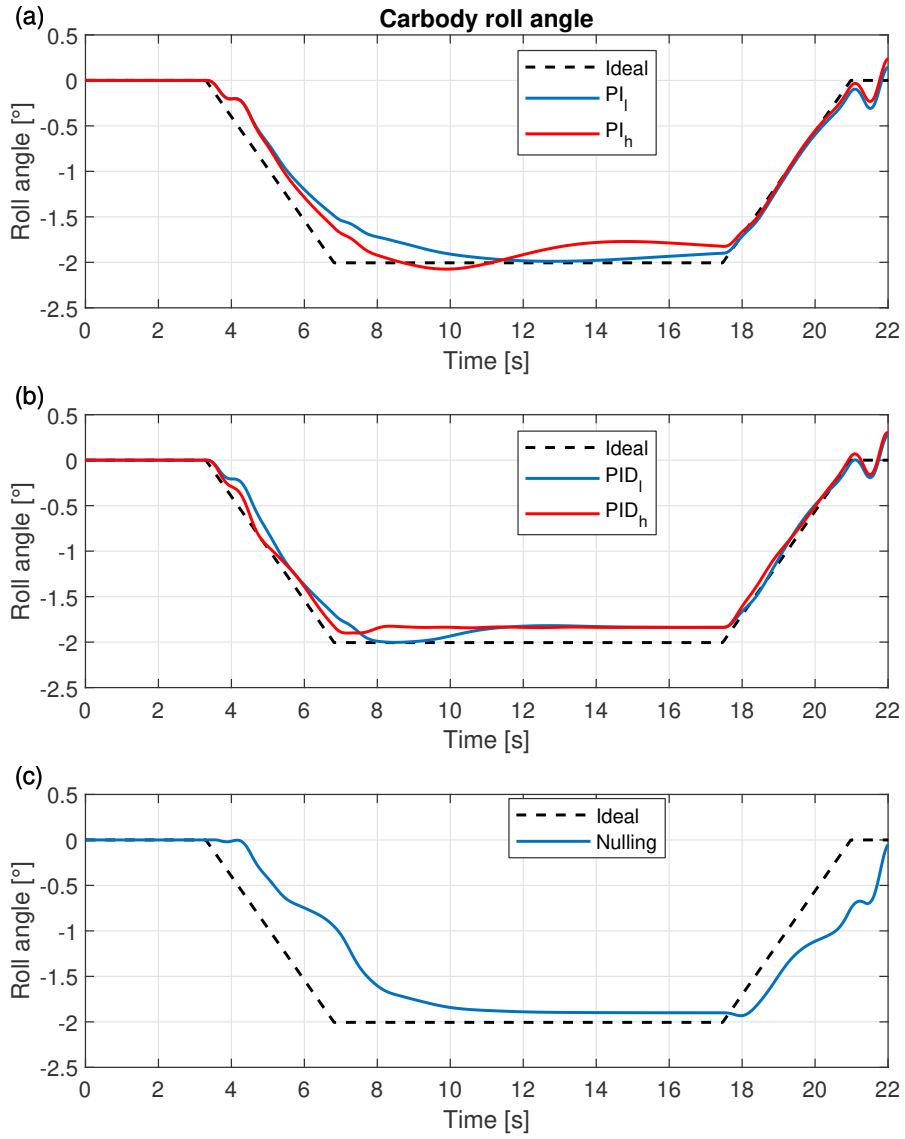 (a)
Carbody roll angle
0.5
0
-0.5
-1
-1.5
-2
-2.5
Roll angle [°]
Ideal
PI_l
PI_h
0 2 4 6 8 10 12 14 16 18 20 22
Time [s]
(b)
0.5
0
-0.5
-1
-1.5
-2
-2.5
Roll angle [°]
Ideal
PID_l
PID_h
0 2 4 6 8 10 12 14 16 18 20 22
Time [s]
(c)
0.5
0
-0.5
-1
-1.5
-2
-2.5
Roll angle [°]
Ideal
Nulling
0 2 4 6 8 10 12 14 16 18 20 22
Time [s]